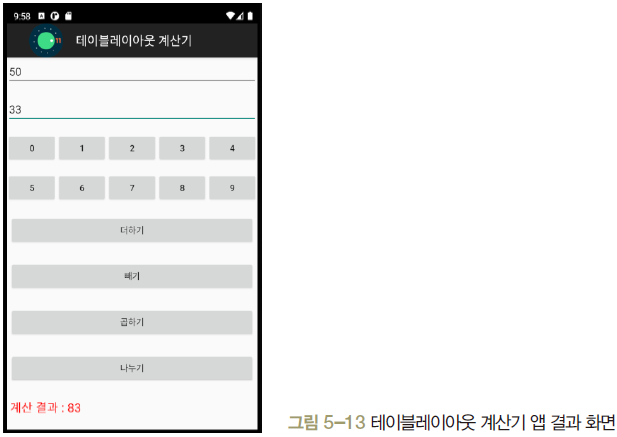 9:58
11 테이블레이아웃 계산기
50
33
0 1 2 3 4
5 6 7 8 9
더하기
빼기
곱하기
나누기
계산 결과 : 83
그림 5-13 테이블레이아웃 계산기 앱 결과 화면